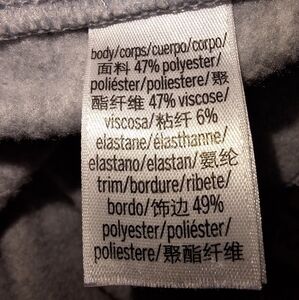 body/corps/cuerpo/corpo/
面料 47% polyester/
poliéster/poliestere/聚
酯纤维 47% viscose/
viscosa/粘纤 6%
elastane/élasthanne/
elastano/elastan/氨纶
trim/bordure/ribete/
bordo/饰边 49%
polyester/poliéster/
poliestere/聚酯纤维